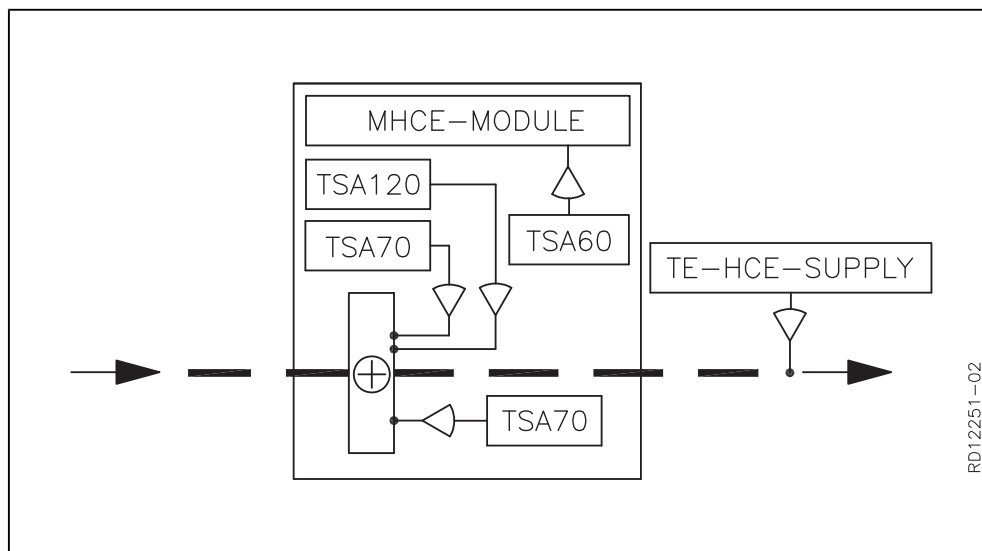 MHCE-MODULE
TSA120
TSA70
TSA60
TE-HCE-SUPPLY
TSA70
RD12251-02